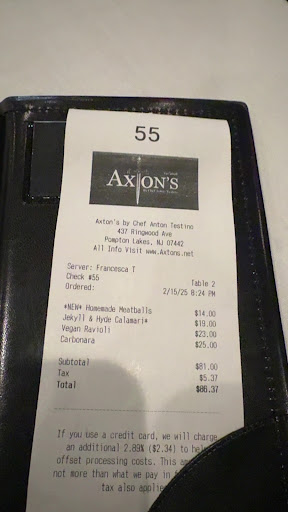 55
AXTON'S
Axton's by Chef Anton Testino
437 Ringwood Ave
Pompton Lakes, NJ 07442
All Info Visit www.Axtons.net
Server: Francesca T
Check #55 Table 2
Ordered: 2/15/25 8:24 PM
*NEW* Homemade Meatballs $14.00
Jekyll & Hyde Calamari* $19.00
Vegan Ravioli $23.00
Carbonara $25.00
Subtotal $81.00
Tax $5.37
Total $86.37
If you use a credit card, we will charge
an additional 2.89% ($2.34) to help
offset processing costs. This am
not more than what we pay in
tax also applie